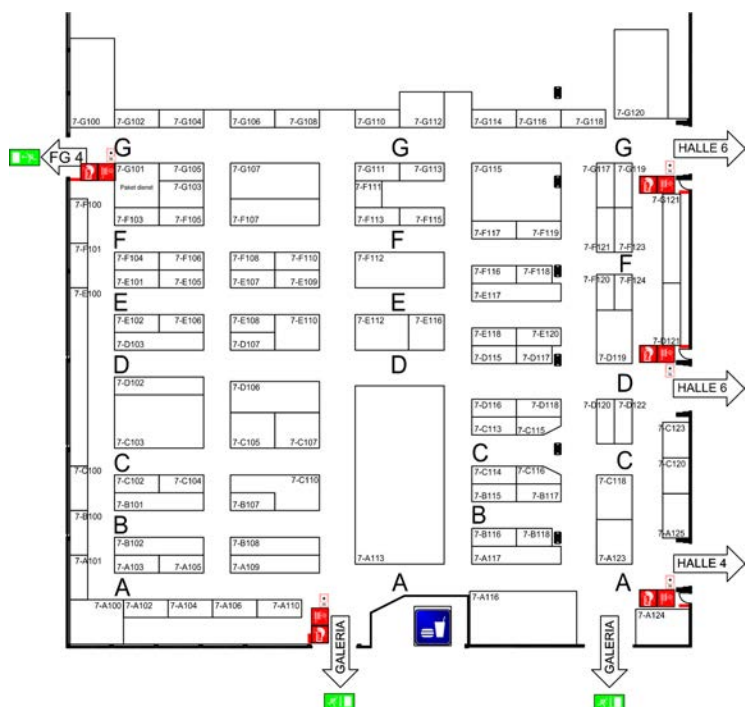 7-G120
7-G100 7-G102 7-G104 7-G106 7-G108 7-G110 7-G112 7-G114 7-G116 7-G118
G G G
FG 4 HALLE 6
7-G101 7-G105 7-G107 7-G111 7-G113 7-G115 7-G117 7-G119
Paket dienst 7-G103 7-F111
7-F100 7-G121
7-F103 7-F105 7-F107 7-F113 7-F115
7-F117 7-F119
F F
7-F101 7-F121 7-F123
7-F104 7-F106 7-F108 7-F110 7-F112
F
7-F116 7-F118
7-E101 7-E105 7-E107 7-E109 7-F120 7-F124
7-E100 7-E117
E E
7-E102 7-E106 7-E108 7-E110 7-E112 7-E116
7-E118 7-E120
7-D103 7-D107 7-D121
7-D115 7-D117 7-D119
D D
7-D102 7-D106 D HALLE 6
7-D116 7-D118 7-D120 7-D122
7-C113 7-C115 7-C123
7-C103 7-C105 7-C107
C C C
7-C100 7-C114 7-C116 7-C120
7-C102 7-C104 7-C110 7-C118
7-B101 7-B107 7-B115 7-B117
7-B100
B B
7-B116 7-B118 7-A125
7-B102 7-B108
7-A101 7-A113 7-A117 7-A123
7-A103 7-A105 7-A109 HALLE 4
A A A
7-A116
7-A100 7-A102 7-A104 7-A106 7-A110 7-A124
GALERIA GALERIA